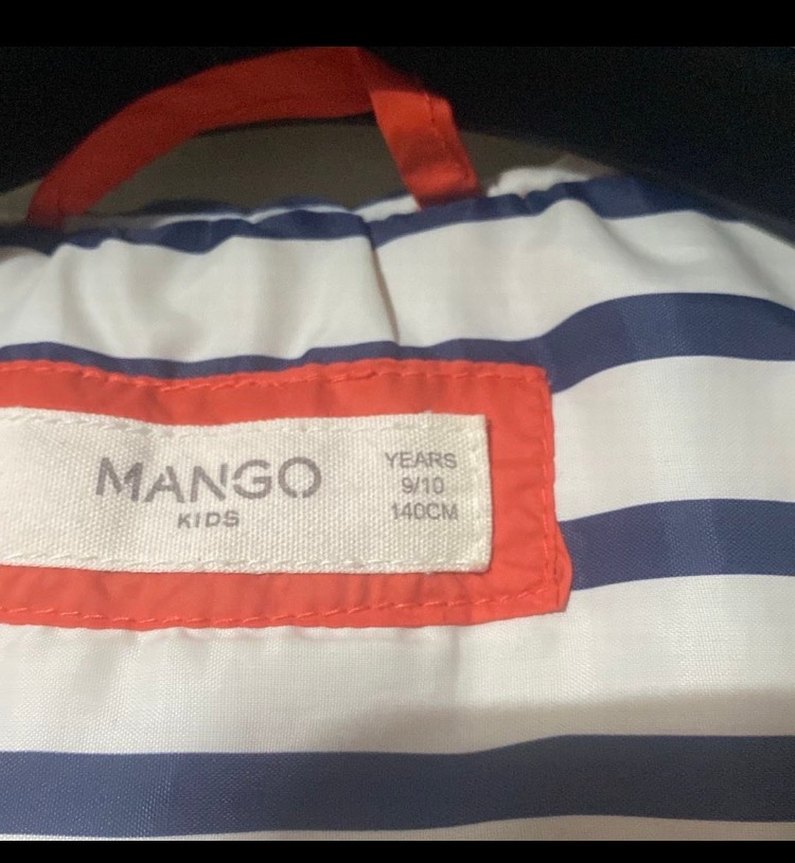 MANGO
KIDS
YEARS
9/10
140CM